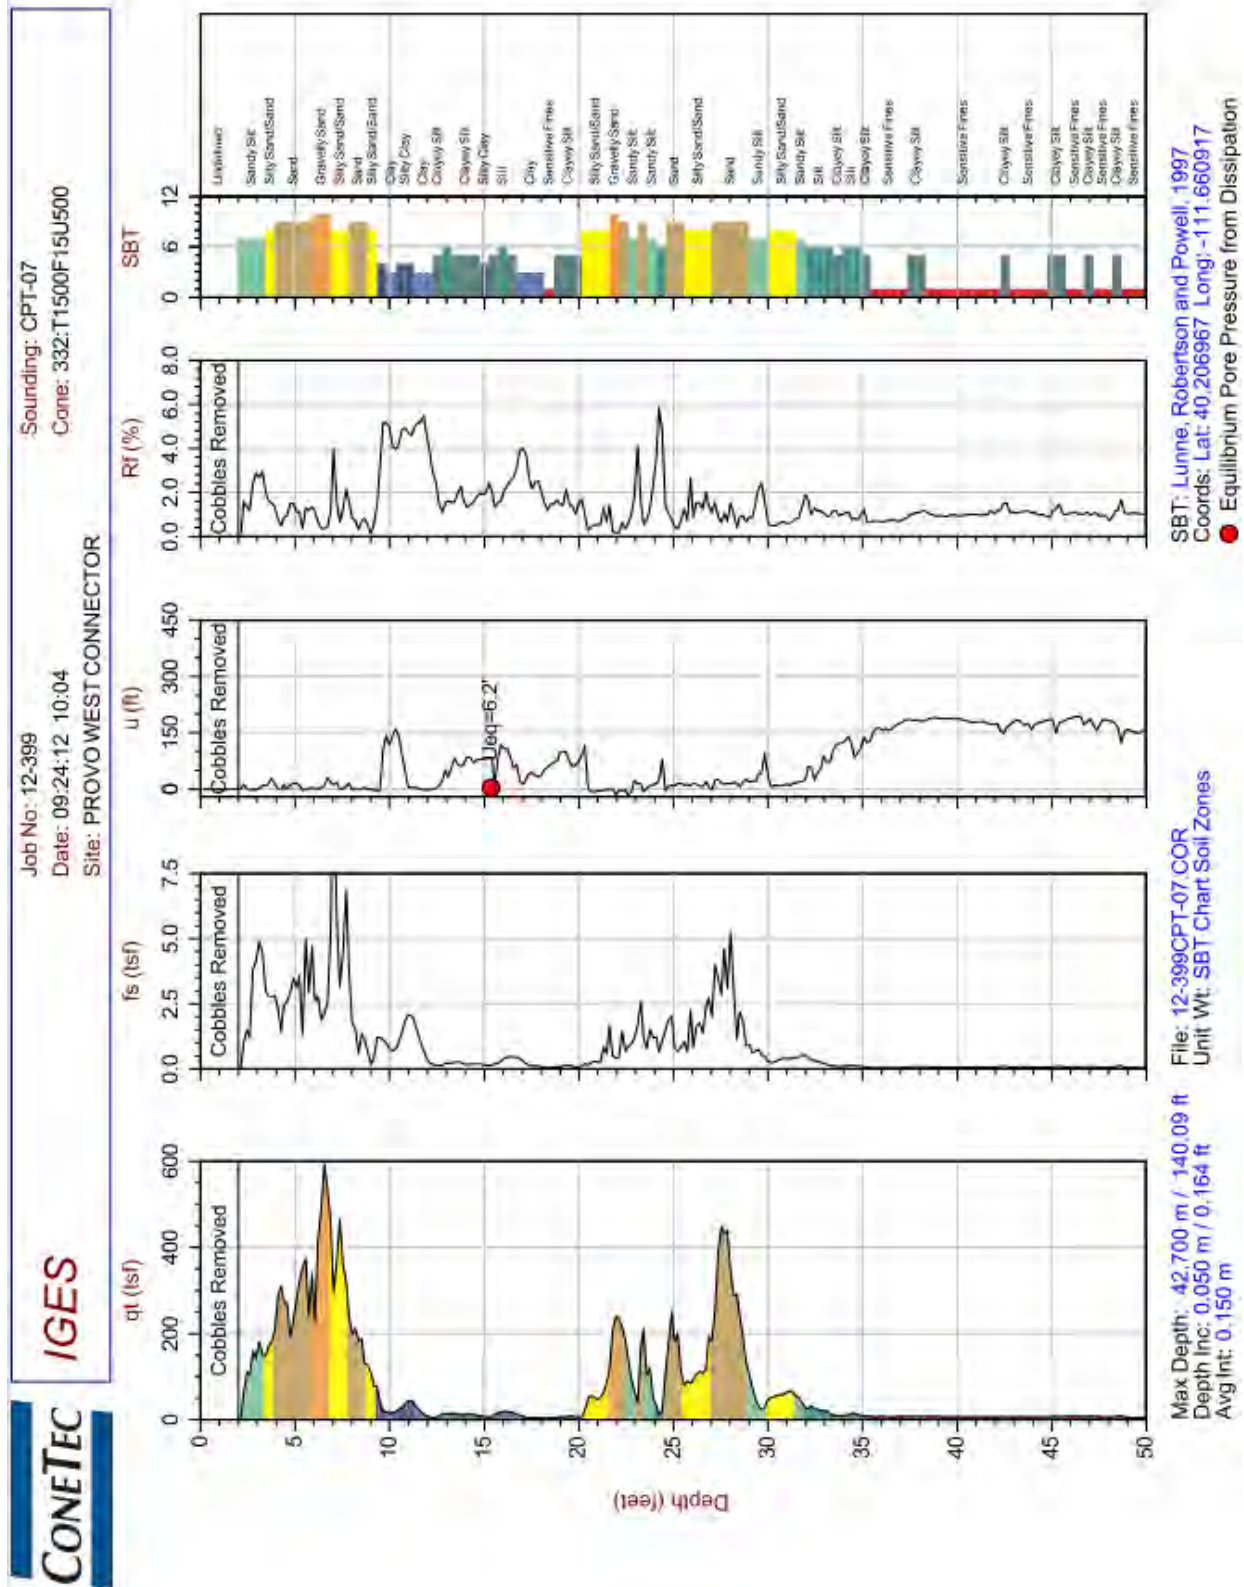 CONETEC
IGES
Job No: 12-399
Date: 09:24:12 10:04
Site: PROVO WEST CONNECTOR
Sounding: CPT-07
Cone: 332:T1500F15U500
qt (tsf)
fs (tsf)
u (ft)
Rf (%)
SBT
0 200 400 600
0.0 2.5 5.0 7.5
0 150 300 450
0.0 2.0 4.0 6.0 8.0
0 6 12
Depth (feet)
0
5
10
15
20
25
30
35
40
45
50
Cobbles Removed
Cobbles Removed
Cobbles Removed
Cobbles Removed
Ueq=6.2'
Undefined
Sandy Silt
Silty Sand/Sand
Sand
Gravelly Sand
Silty Sand/Sand
Sand
Silty Sand/Sand
Clay
Silty Clay
Clay
Clayey Silt
Clayey Silt
Silty Clay
Silt
Clay
Sensitive Fines
Clayey Silt
Silty Sand/Sand
Gravelly Sand
Sandy Silt
Sandy Silt
Sand
Silty Sand/Sand
Sand
Sandy Silt
Silty Sand/Sand
Sandy Silt
Silt
Clayey Silt
Silt
Clayey Silt
Sensitive Fines
Clayey Silt
Sensitive Fines
Clayey Silt
Sensitive Fines
Clayey Silt
Sensitive Fines
Clayey Silt
Sensitive Fines
Clayey Silt
Sensitive Fines
Max Depth: 42.700 m / 140.09 ft
Depth Inc: 0.050 m / 0.164 ft
Avg Int: 0.150 m
File: 12-399CPT-07.COR
Unit Wt: SBT Chart Soil Zones
SBT: Lunne, Robertson and Powell, 1997
Coords: Lat: 40.206967 Long: -111.660917
Equilibrium Pore Pressure from Dissipation